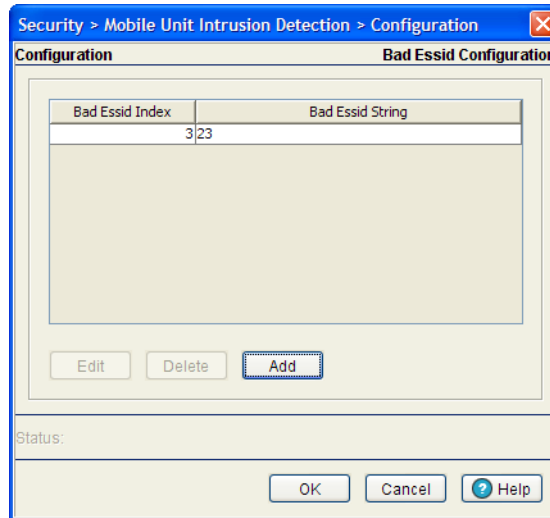 Security > Mobile Unit Intrusion Detection > Configuration
Configuration Bad Essid Configuration
Bad Essid Index Bad Essid String
3 23
Edit Delete Add
Status:
OK Cancel ? Help